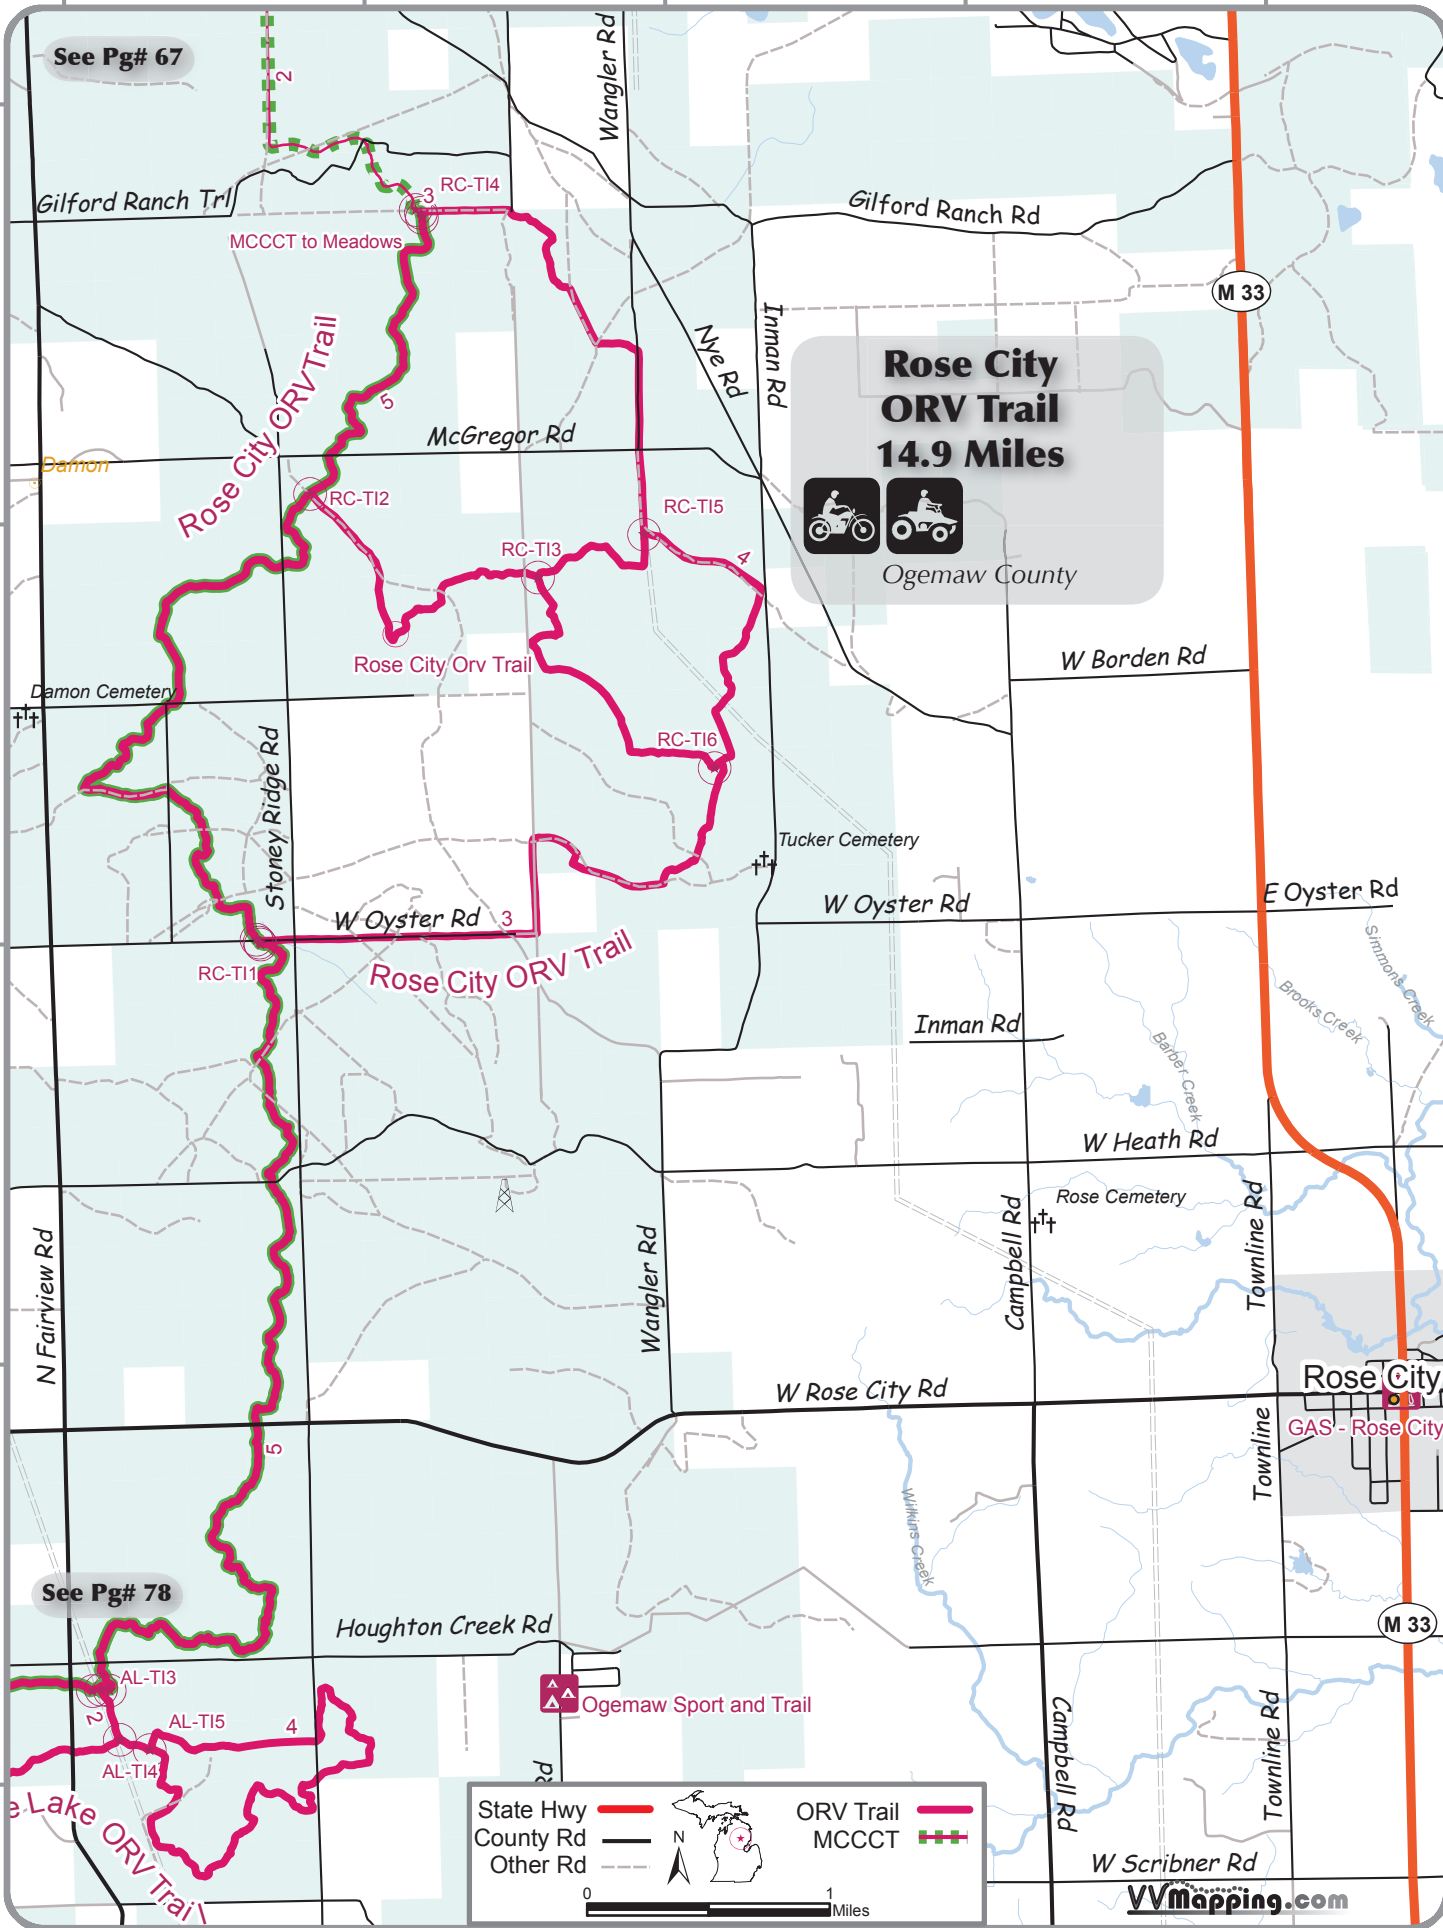 See Pg# 67
2
Wangler Rd
Gilford Ranch Trl
3
RC-TI4
MCCCT to Meadows
Gilford Ranch Rd
M 33
Rose City ORV Trail
Nye Rd
Inman Rd
Rose City
ORV Trail
14.9 Miles
Ogemaw County
5
McGregor Rd
Damon
RC-TI2
RC-TI5
RC-TI3
4
Rose City Orv Trail
W Borden Rd
Damon Cemetery
RC-TI6
Stoney Ridge Rd
Tucker Cemetery
W Oyster Rd
3
W Oyster Rd
E Oyster Rd
RC-TI1
Rose City ORV Trail
Simmons Creek
Brooks Creek
Inman Rd
Barber Creek
W Heath Rd
Rose Cemetery
N Fairview Rd
Wangler Rd
Campbell Rd
Townline Rd
W Rose City Rd
Rose City
GAS - Rose City
5
Townline
Wilkins Creek
See Pg# 78
Houghton Creek Rd
M 33
AL-TI3
2
AL-TI5
4
AL-TI4
Ogemaw Sport and Trail
Campbell Rd
Townline Rd
Rd
e Lake ORV Trail
State Hwy
County Rd
Other Rd
N
ORV Trail
MCCCT
0
1
Miles
W Scribner Rd
VVMapping.com